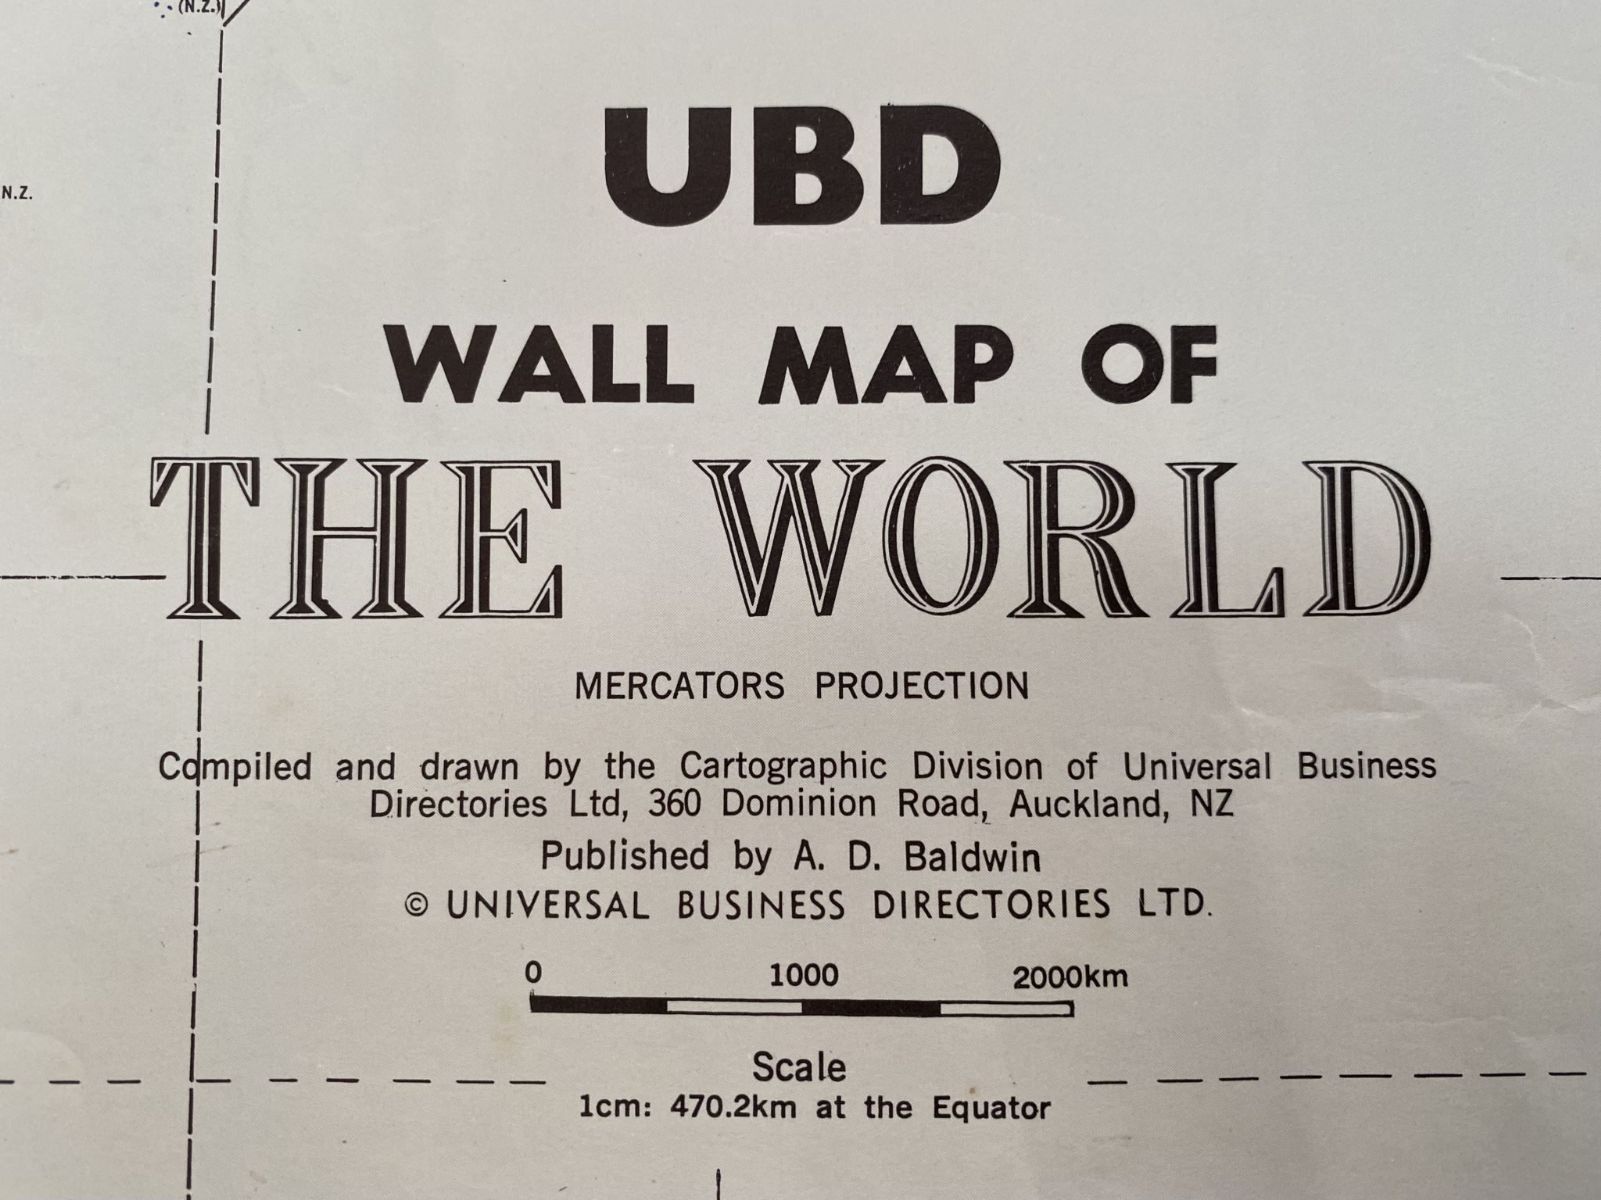 (N.Z.)
N.Z.
UBD
WALL MAP OF
THE WORLD
MERCATORS PROJECTION
Compiled and drawn by the Cartographic Division of Universal Business
Directories Ltd, 360 Dominion Road, Auckland, NZ
Published by A. D. Baldwin
© UNIVERSAL BUSINESS DIRECTORIES LTD.
0 1000 2000km
Scale
1cm: 470.2km at the Equator